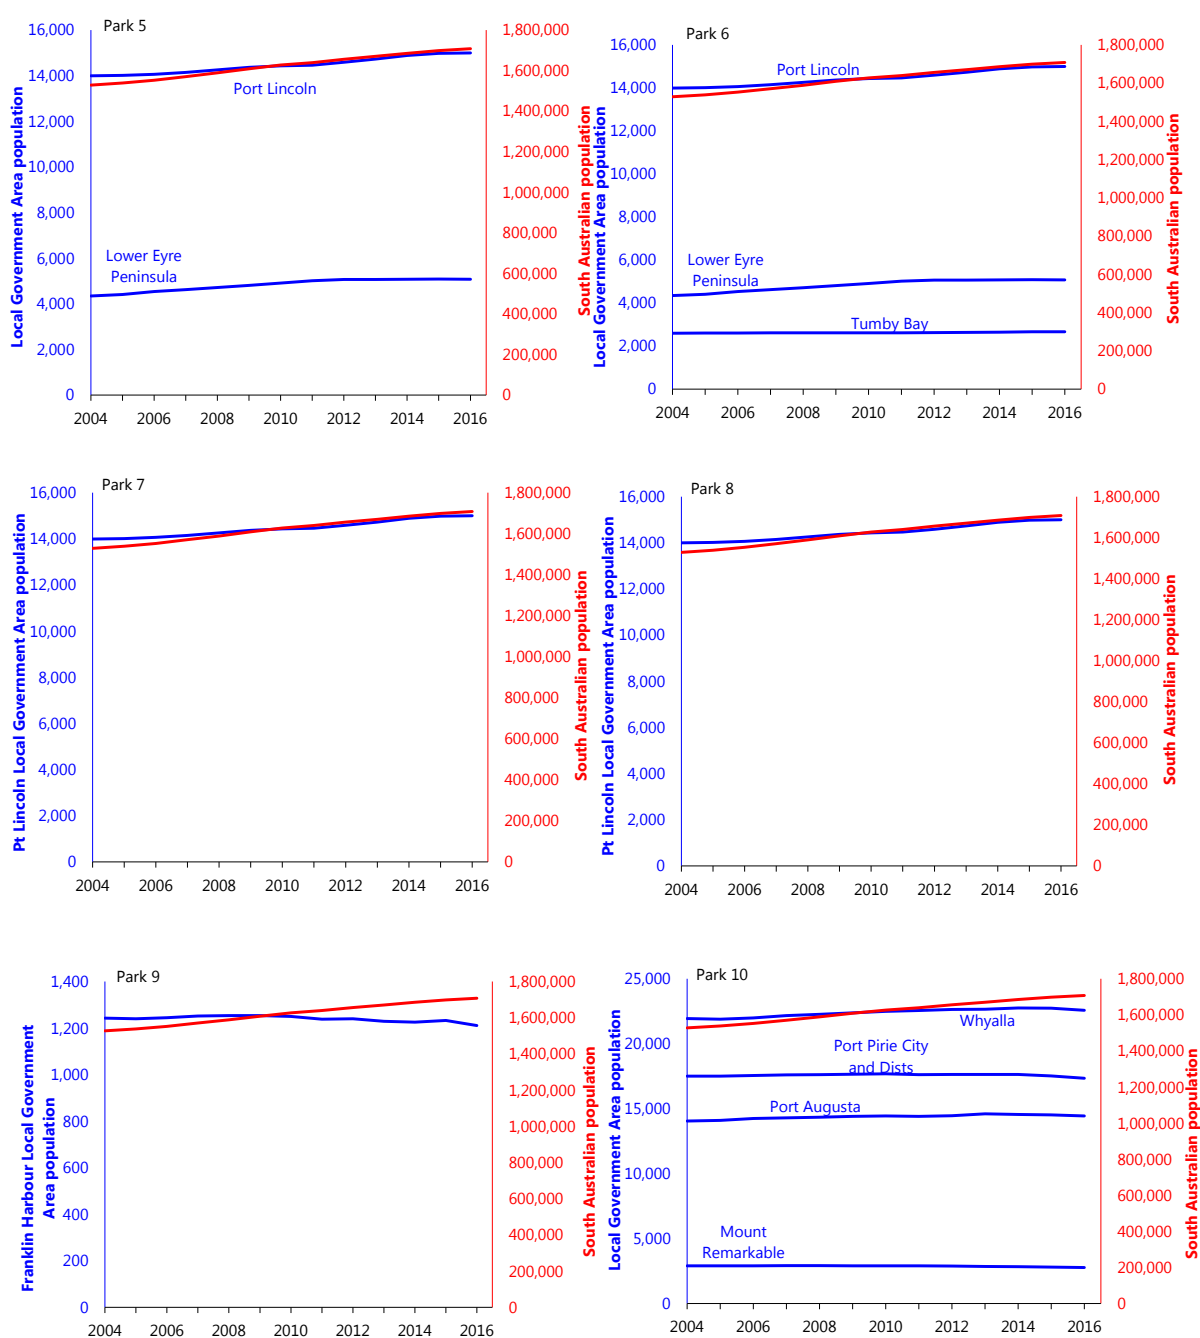 Park 5
16,000
14,000
12,000
10,000
8,000
6,000
4,000
2,000
0
Local Government Area population
Port Lincoln
Lower Eyre
Peninsula
1,800,000
1,600,000
1,400,000
1,200,000
1,000,000
800,000
600,000
400,000
200,000
0
South Australian population
2004 2006 2008 2010 2012 2014 2016
Park 6
16,000
14,000
12,000
10,000
8,000
6,000
4,000
2,000
0
Local Government Area population
Port Lincoln
Lower Eyre
Peninsula
Tumby Bay
1,800,000
1,600,000
1,400,000
1,200,000
1,000,000
800,000
600,000
400,000
200,000
0
South Australian population
2004 2006 2008 2010 2012 2014 2016
Park 7
16,000
14,000
12,000
10,000
8,000
6,000
4,000
2,000
0
Pt Lincoln Local Government Area population
1,800,000
1,600,000
1,400,000
1,200,000
1,000,000
800,000
600,000
400,000
200,000
0
South Australian population
2004 2006 2008 2010 2012 2014 2016
Park 8
16,000
14,000
12,000
10,000
8,000
6,000
4,000
2,000
0
Pt Lincoln Local Government Area population
1,800,000
1,600,000
1,400,000
1,200,000
1,000,000
800,000
600,000
400,000
200,000
0
South Australian population
2004 2006 2008 2010 2012 2014 2016
Park 9
1,400
1,200
1,000
800
600
400
200
0
Franklin Harbour Local Government
Area population
1,800,000
1,600,000
1,400,000
1,200,000
1,000,000
800,000
600,000
400,000
200,000
0
South Australian population
2004 2006 2008 2010 2012 2014 2016
Park 10
25,000
20,000
15,000
10,000
5,000
0
Local Government Area population
Whyalla
Port Pirie City
and Dists
Port Augusta
Mount
Remarkable
1,800,000
1,600,000
1,400,000
1,200,000
1,000,000
800,000
600,000
400,000
200,000
0
South Australian population
2004 2006 2008 2010 2012 2014 2016